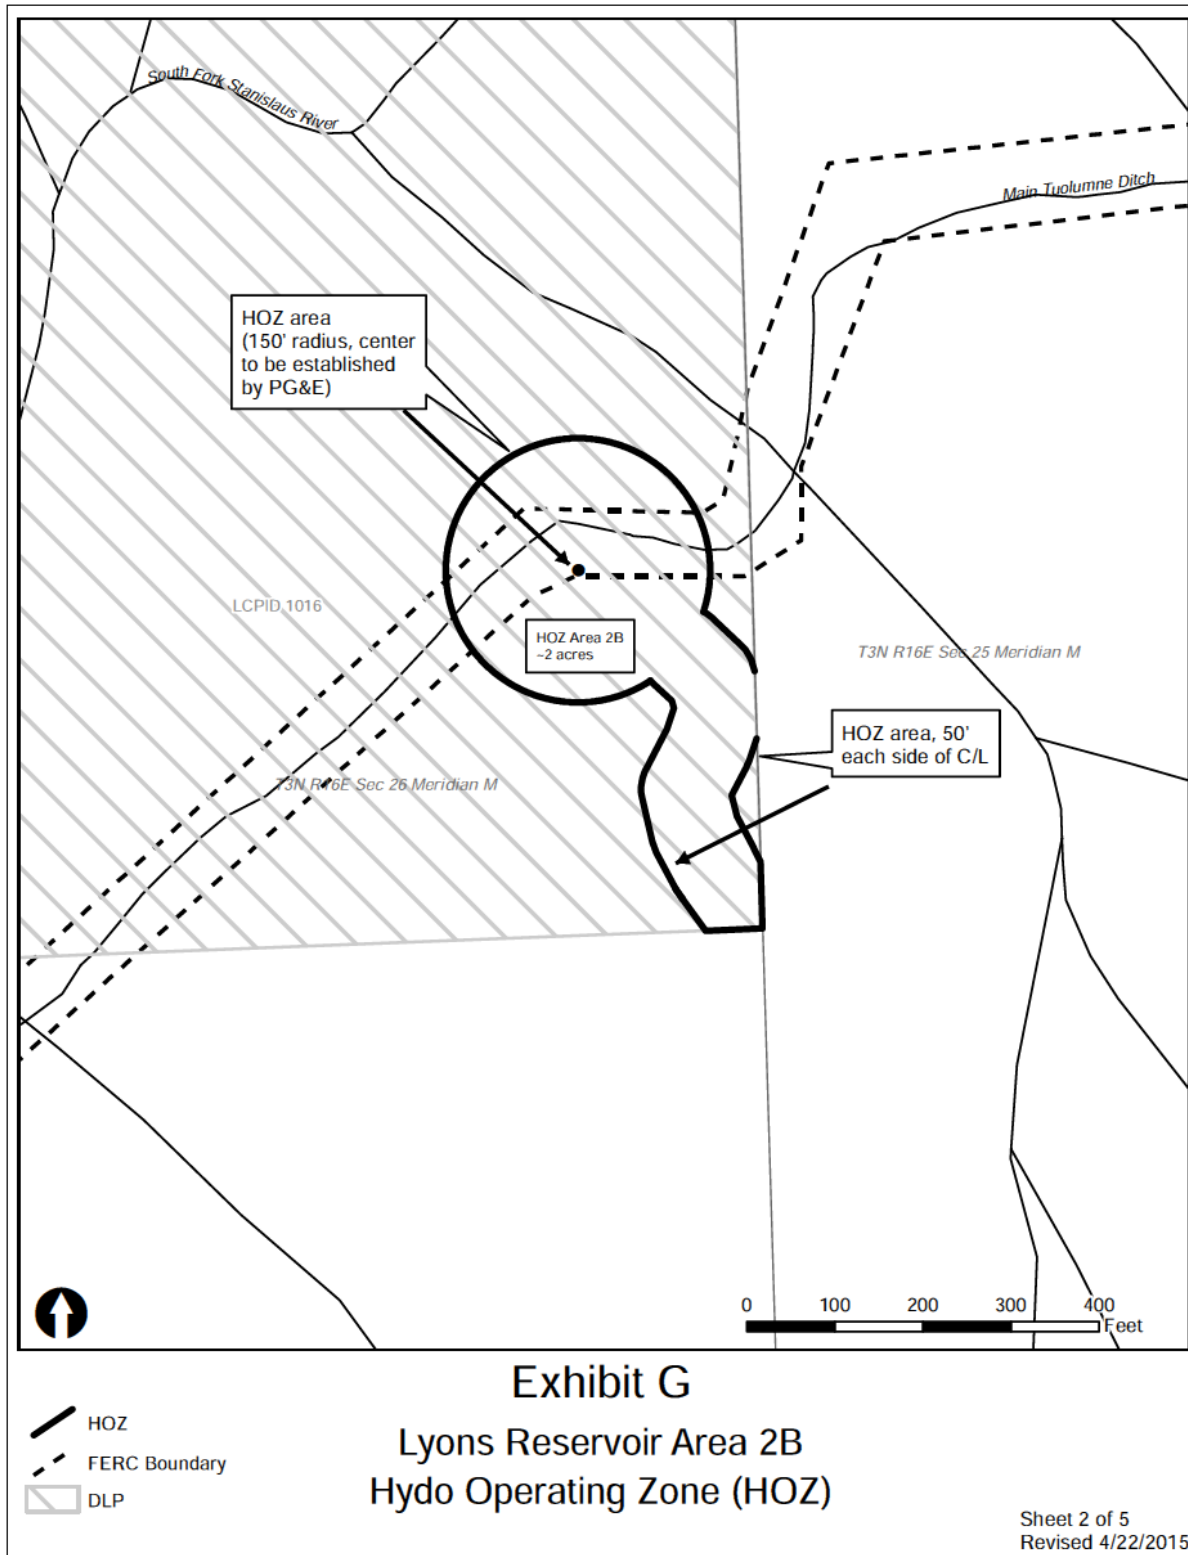 South Fork Stanislaus River
Main Tuolumne Ditch
HOZ area
(150' radius, center
to be established
by PG&E)
LCPID 1016
HOZ Area 2B
~2 acres
T3N R16E Sec 25 Meridian M
HOZ area, 50'
each side of C/L
T3N R16E Sec 26 Meridian M
0 100 200 300 400
Feet
Exhibit G
Lyons Reservoir Area 2B
Hydo Operating Zone (HOZ)
HOZ
FERC Boundary
DLP
Sheet 2 of 5
Revised 4/22/2015